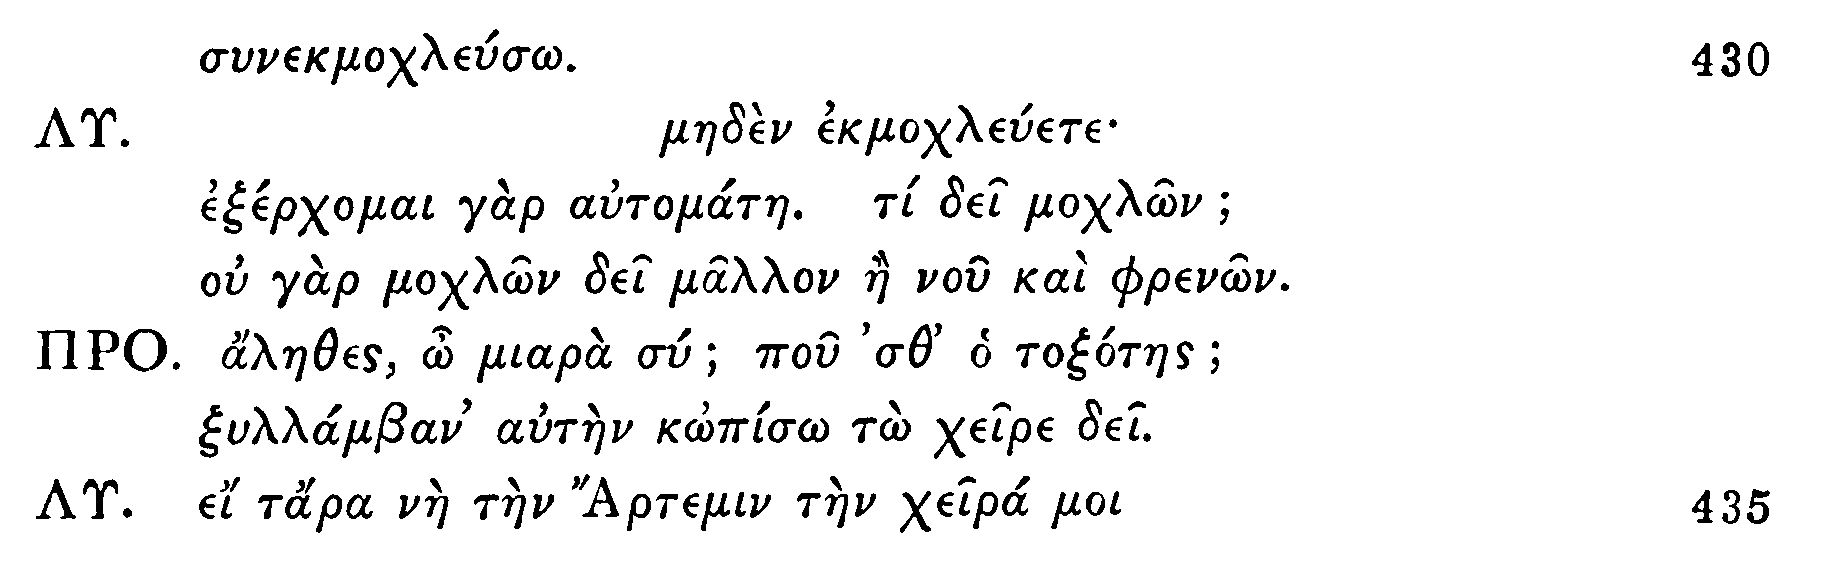 συνεκμοχλεύσω. 430
ΛΥ. μηδὲν ἐκμοχλεύετε·
ἐξέρχομαι γὰρ αὐτομάτη. τί δεῖ μοχλῶν ;
οὐ γὰρ μοχλῶν δεῖ μᾶλλον ἢ νοῦ καὶ φρενῶν.
ΠΡΟ. ἄληθες, ὦ μιαρὰ σύ ; ποῦ ’σθ’ ὁ τοξότης ;
ξυλλάμβαν’ αὐτὴν κὠπίσω τὼ χεῖρε δεῖ.
ΛΥ. εἴ τἄρα νὴ τὴν Ἄρτεμιν τὴν χεῖρά μοι 435